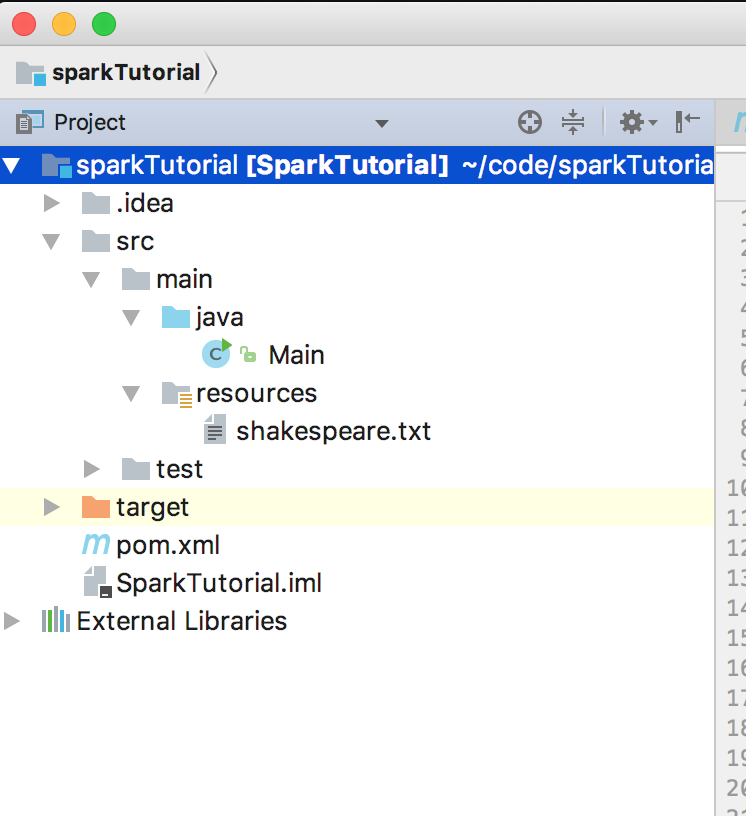 sparkTutorial
Project
sparkTutorial [SparkTutorial] ~/code/sparkTutoria
.idea
src
main
java
C Main
resources
shakespeare.txt
test
target
m pom.xml
SparkTutorial.iml
External Libraries
1
2
3
4
5
6
7
8
9
10
11
12
13
14
15
16
17
18
19
20